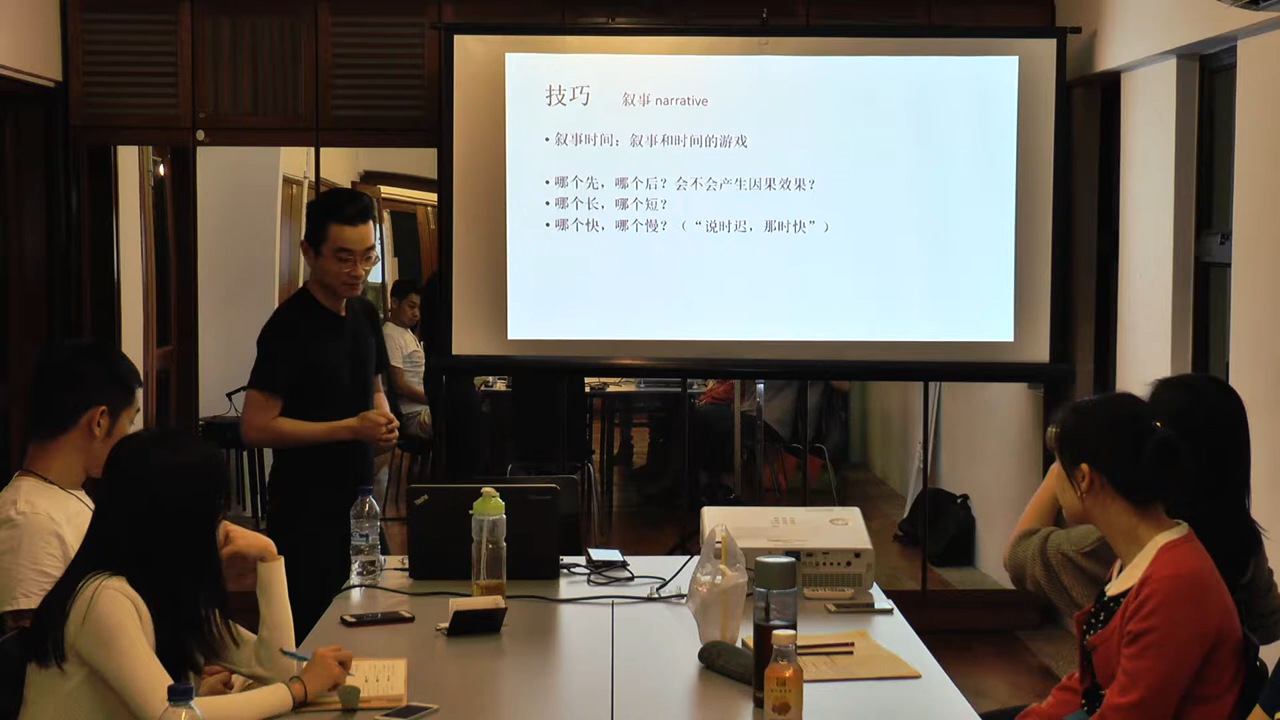 技巧 叙事 narrative
• 叙事时间：叙事和时间的游戏
• 哪个先，哪个后？会不会产生因果效果？
• 哪个长，哪个短？
• 哪个快，哪个慢？（“说时迟，那时快”）